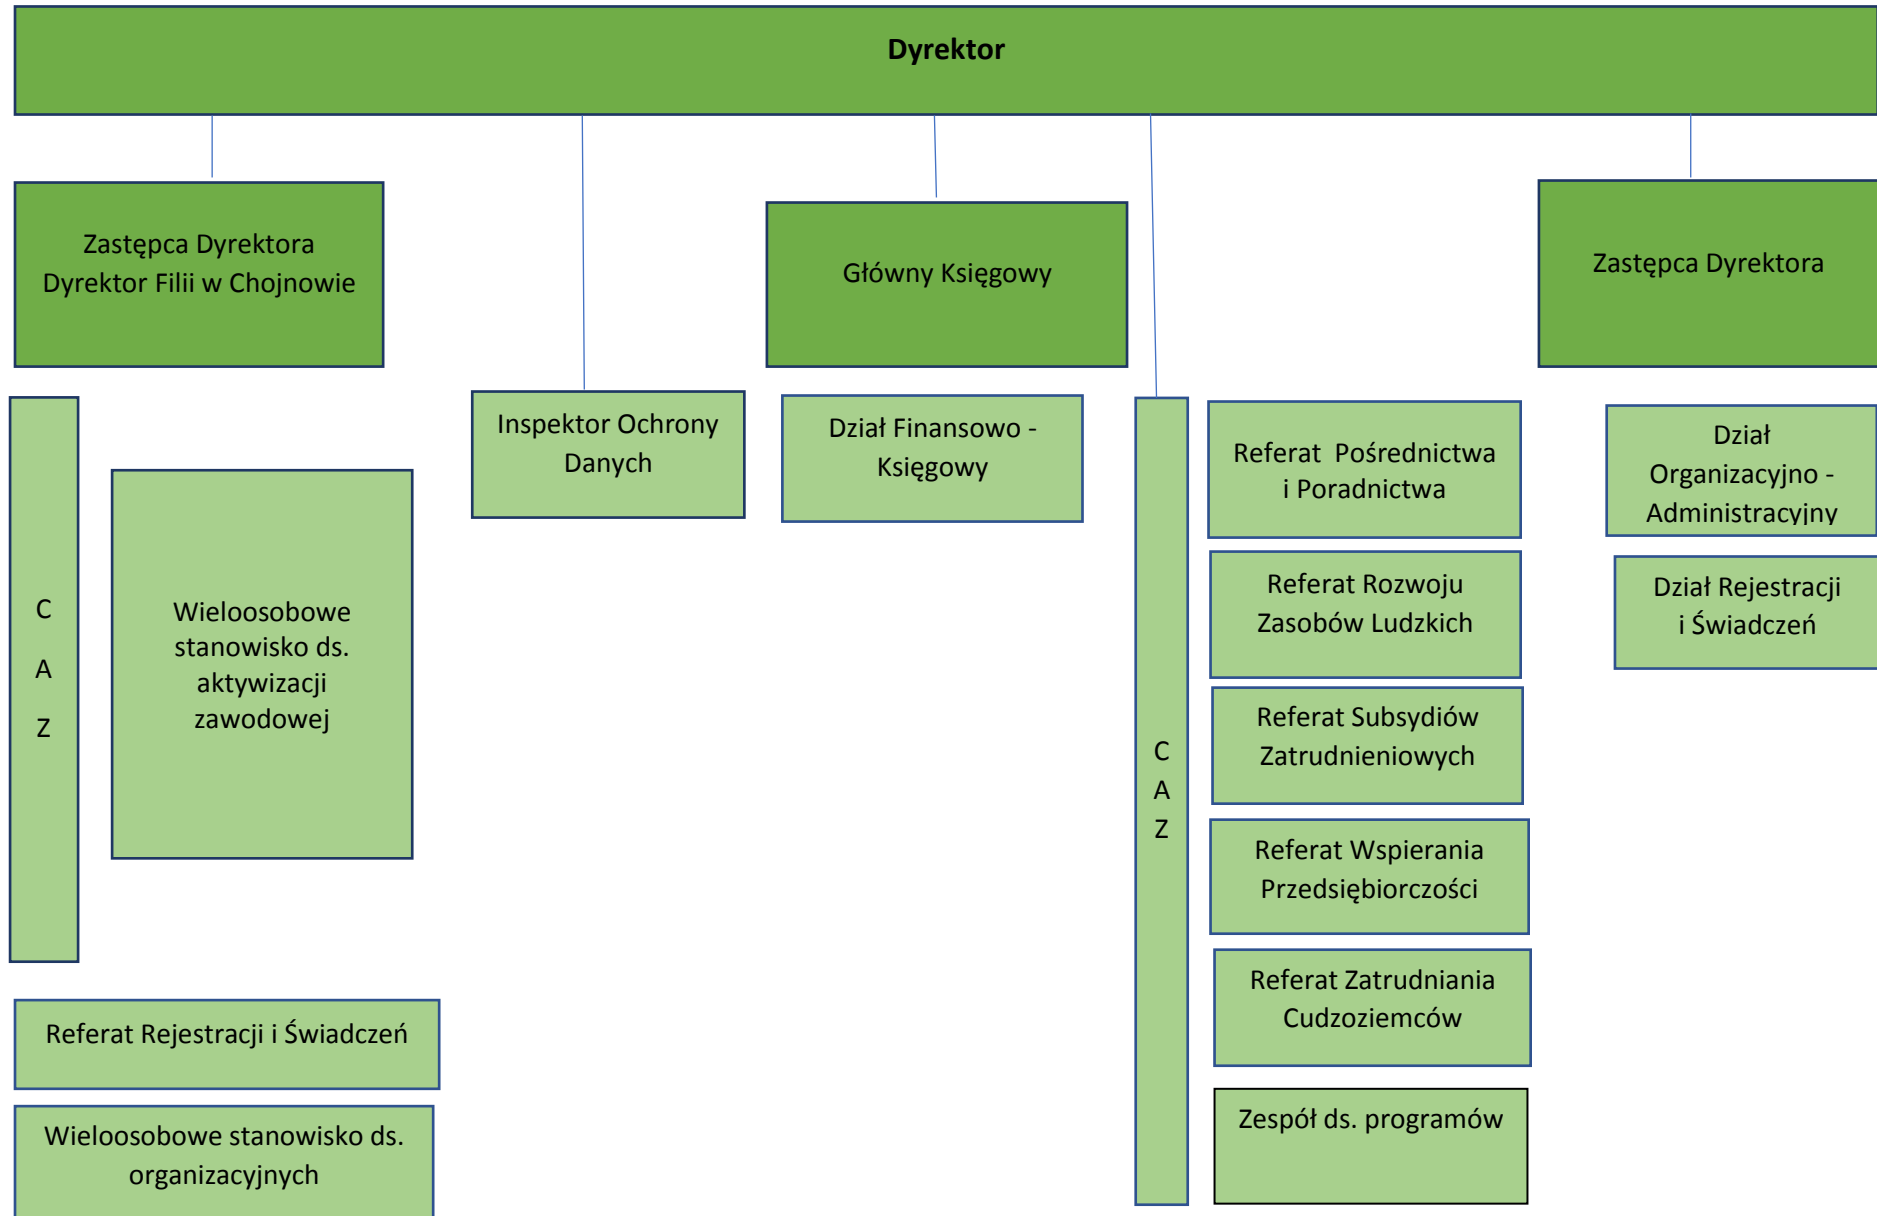 Dyrektor
Zastępca Dyrektora
Dyrektor Filii w Chojnowie
Główny Księgowy
Zastępca Dyrektora
C
A
Z
Wieloosobowe
stanowisko ds.
aktywizacji
zawodowej
Referat Rejestracji i Świadczeń
Wieloosobowe stanowisko ds.
organizacyjnych
Inspektor Ochrony
Danych
Dział Finansowo -
Księgowy
C
A
Z
Referat Pośrednictwa
i Poradnictwa
Referat Rozwoju
Zasobów Ludzkich
Referat Subsydiów
Zatrudnieniowych
Referat Wspierania
Przedsiębiorczości
Referat Zatrudniania
Cudzoziemców
Zespół ds. programów
Dział
Organizacyjno -
Administracyjny
Dział Rejestracji
i Świadczeń